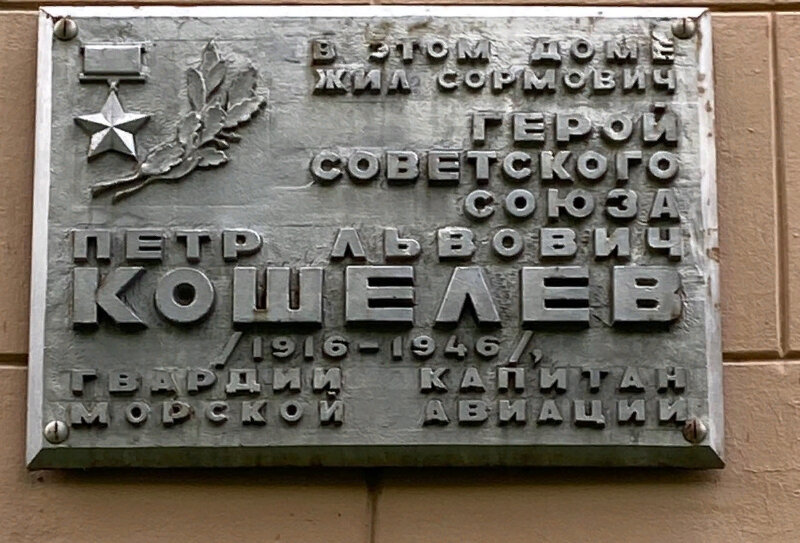 В ЭТОМ ДОМЕ
ЖИЛ СОРМОВИЧ
ГЕРОЙ
СОВЕТСКОГО
СОЮЗА
ПЕТР ЛЬВОВИЧ
КОШЕЛЕВ
/1916-1946/,
ГВАРДИИ КАПИТАН
МОРСКОЙ АВИАЦИИ